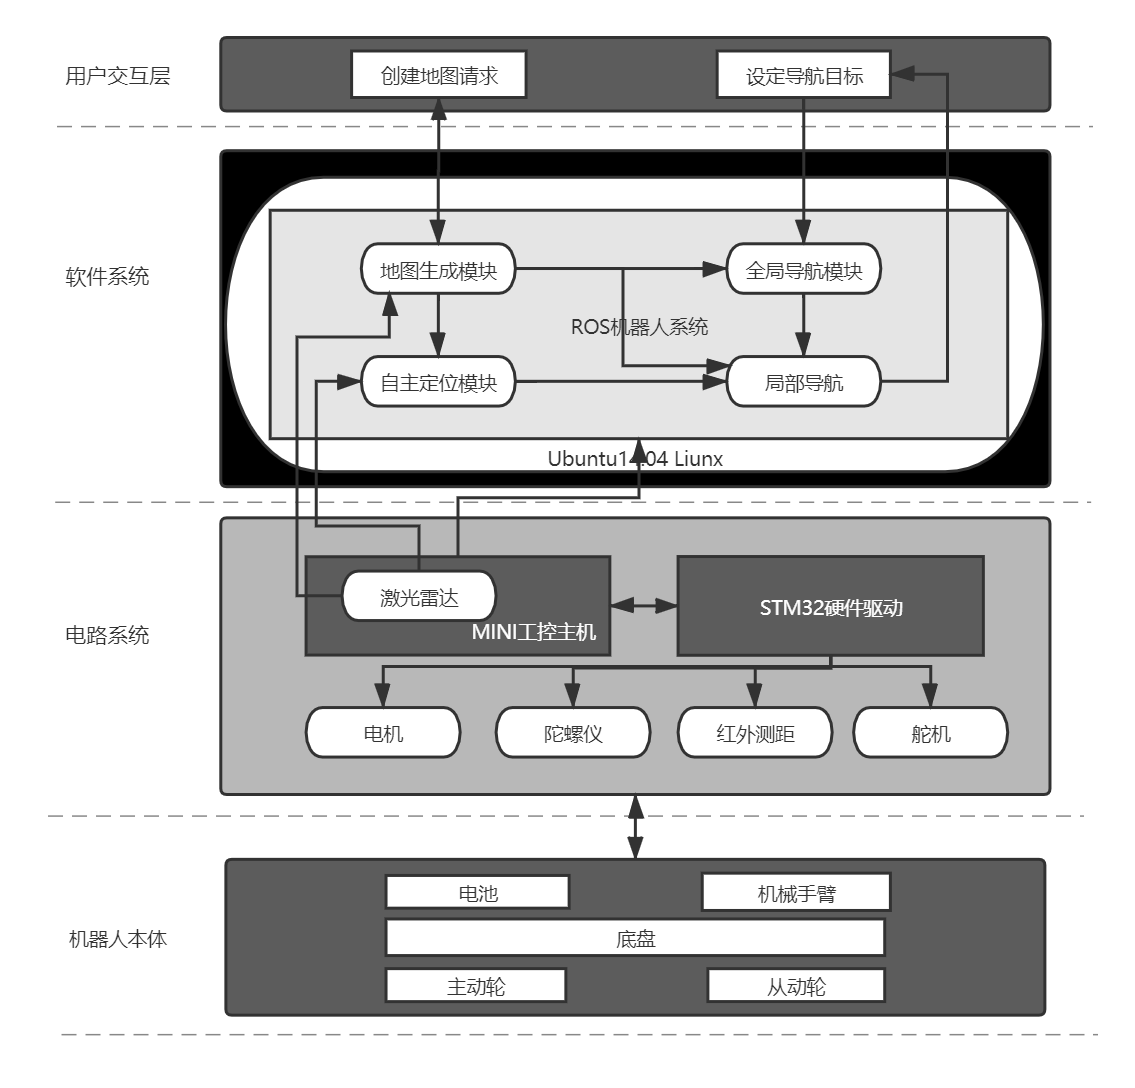 用户交互层
创建地图请求
设定导航目标
软件系统
地图生成模块
全局导航模块
ROS机器人系统
自主定位模块
局部导航
Ubuntu14.04 Liunx
电路系统
激光雷达
MINI工控主机
STM32硬件驱动
电机
陀螺仪
红外测距
舵机
机器人本体
电池
机械手臂
底盘
主动轮
从动轮